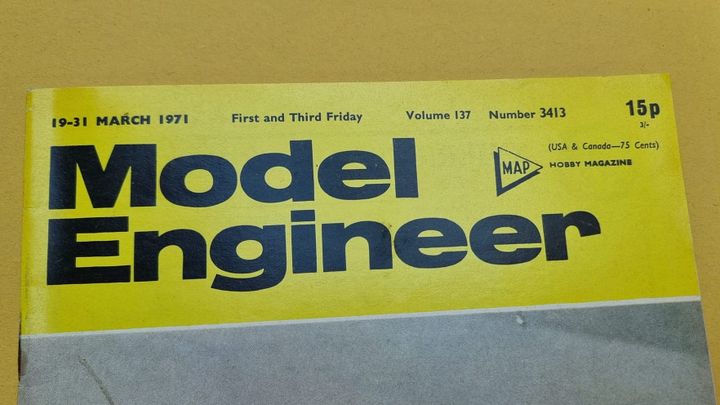 19-31 MARCH 1971 First and Third Friday Volume 137 Number 3413 15p
3/-
(USA & Canada—75 Cents)
MAP HOBBY MAGAZINE
Model
Engineer